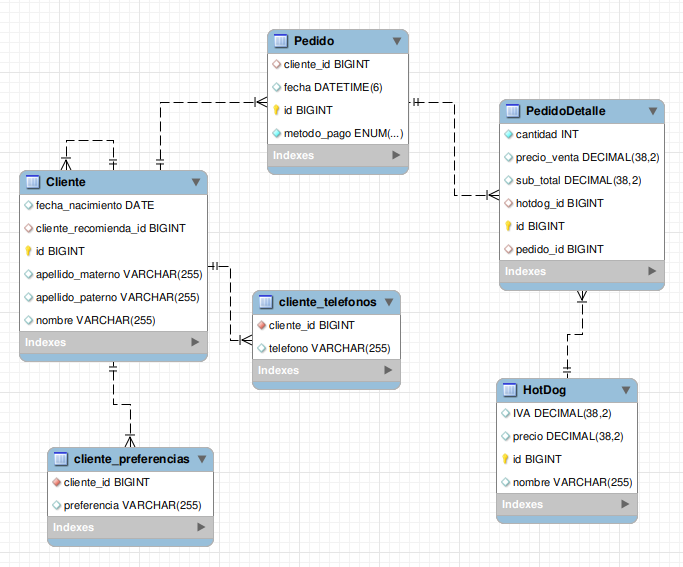 Pedido
cliente_id BIGINT
fecha DATETIME(6)
id BIGINT
metodo_pago ENUM(...)
Indexes
PedidoDetalle
cantidad INT
precio_venta DECIMAL(38,2)
sub_total DECIMAL(38,2)
hotdog_id BIGINT
id BIGINT
pedido_id BIGINT
Indexes
Cliente
fecha_nacimiento DATE
cliente_recomienda_id BIGINT
id BIGINT
apellido_materno VARCHAR(255)
apellido_paterno VARCHAR(255)
nombre VARCHAR(255)
Indexes
cliente_telefonos
cliente_id BIGINT
telefono VARCHAR(255)
Indexes
HotDog
IVA DECIMAL(38,2)
precio DECIMAL(38,2)
id BIGINT
nombre VARCHAR(255)
Indexes
cliente_preferencias
cliente_id BIGINT
preferencia VARCHAR(255)
Indexes